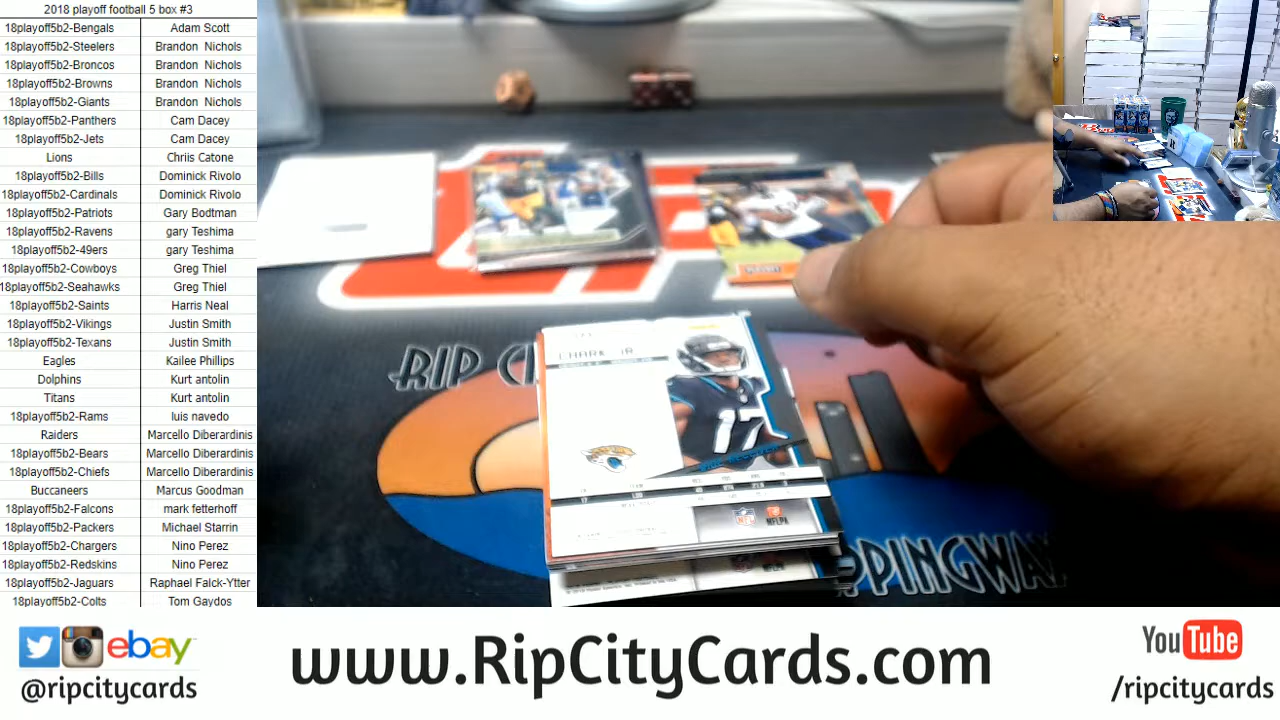 2018 playoff football 5 box #3
18playoff5b2-Bengals Adam Scott
18playoff5b2-Steelers Brandon Nichols
18playoff5b2-Broncos Brandon Nichols
18playoff5b2-Browns Brandon Nichols
18playoff5b2-Giants Brandon Nichols
18playoff5b2-Panthers Cam Dacey
18playoff5b2-Jets Cam Dacey
Lions Chriis Catone
18playoff5b2-Bills Dominick Rivolo
18playoff5b2-Cardinals Dominick Rivolo
18playoff5b2-Patriots Gary Bodtman
18playoff5b2-Ravens gary Teshima
18playoff5b2-49ers gary Teshima
18playoff5b2-Cowboys Greg Thiel
18playoff5b2-Seahawks Greg Thiel
18playoff5b2-Saints Harris Neal
18playoff5b2-Vikings Justin Smith
18playoff5b2-Texans Justin Smith
Eagles Kailee Phillips
Dolphins Kurt antolin
Titans Kurt antolin
18playoff5b2-Rams luis navedo
Raiders Marcello Diberardinis
18playoff5b2-Bears Marcello Diberardinis
18playoff5b2-Chiefs Marcello Diberardinis
Buccaneers Marcus Goodman
18playoff5b2-Falcons mark fetterhoff
18playoff5b2-Packers Michael Starrin
18playoff5b2-Chargers Nino Perez
18playoff5b2-Redskins Nino Perez
18playoff5b2-Jaguars Raphael Falck-Ytter
18playoff5b2-Colts Tom Gaydos
RIP CI
CHARK JR
17
NFL NFLPA
PPINGWA
ebay
@ripcitycards
www.RipCityCards.com
YouTube
/ripcitycards